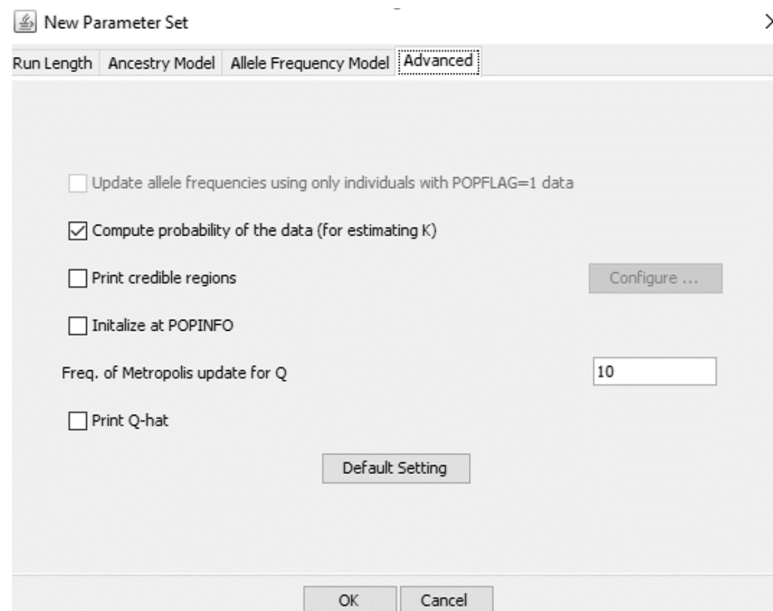 New Parameter Set
Run Length Ancestry Model Allele Frequency Model Advanced
Update allele frequencies using only individuals with POPFLAG=1 data
Compute probability of the data (for estimating K)
Print credible regions Configure ...
Initalize at POPINFO
Freq. of Metropolis update for Q 10
Print Q-hat
Default Setting
OK Cancel